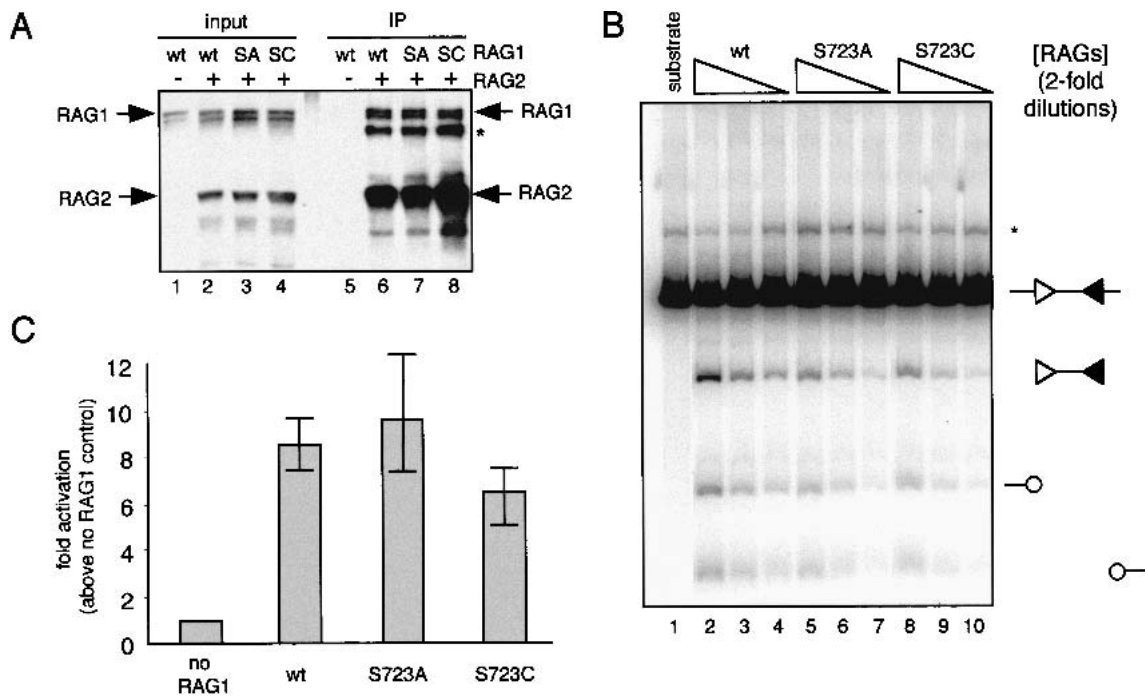 A
input IP
wt wt SA SC wt wt SA SC RAG1
- + + + - + + + RAG2
RAG1 RAG1
*
RAG2 RAG2
1 2 3 4 5 6 7 8
B
substrate
wt S723A S723C
[RAGs]
(2-fold
dilutions)
*
1 2 3 4 5 6 7 8 9 10
C
fold activation
(above no RAG1 control)
12
10
8
6
4
2
0
no
RAG1
wt S723A S723C